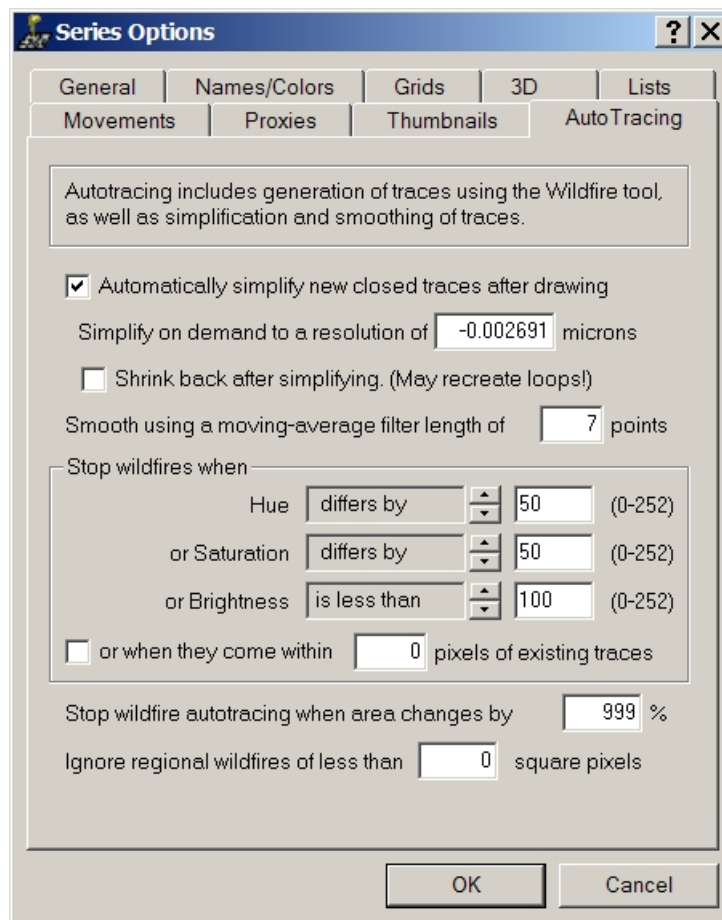 Series Options
General Names/Colors Grids 3D Lists
Movements Proxies Thumbnails AutoTracing
Autotracing includes generation of traces using the Wildfire tool,
as well as simplification and smoothing of traces.
Automatically simplify new closed traces after drawing
Simplify on demand to a resolution of -0.002691 microns
Shrink back after simplifying. (May recreate loops!)
Smooth using a moving-average filter length of 7 points
Stop wildfires when
Hue differs by 50 (0-252)
or Saturation differs by 50 (0-252)
or Brightness is less than 100 (0-252)
or when they come within 0 pixels of existing traces
Stop wildfire autotracing when area changes by 999 %
Ignore regional wildfires of less than 0 square pixels
OK Cancel